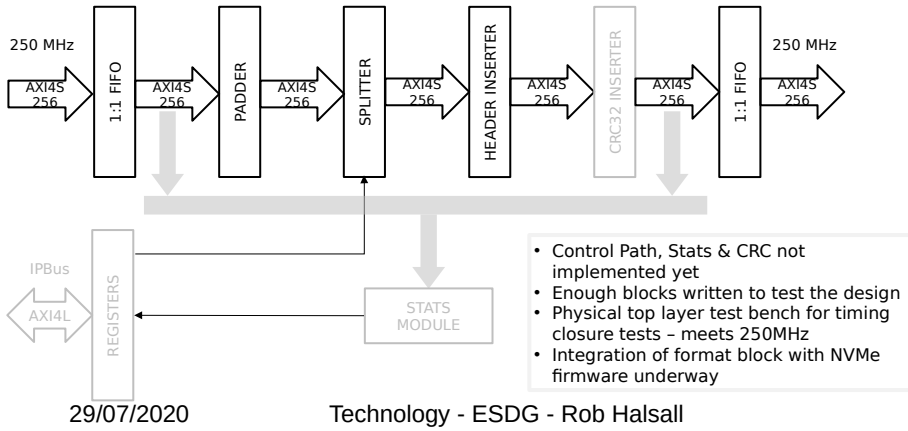 250 MHz
AXI4S
256
1:1 FIFO
AXI4S
256
PADDER
AXI4S
256
SPLITTER
AXI4S
256
HEADER INSERTER
AXI4S
256
CRC32 INSERTER
AXI4S
256
1:1 FIFO
250 MHz
AXI4S
256
IPBus
AXI4L
REGISTERS
STATS
MODULE
• Control Path, Stats & CRC not
implemented yet
• Enough blocks written to test the design
• Physical top layer test bench for timing
closure tests – meets 250MHz
• Integration of format block with NVMe
firmware underway
29/07/2020
Technology - ESDG - Rob Halsall